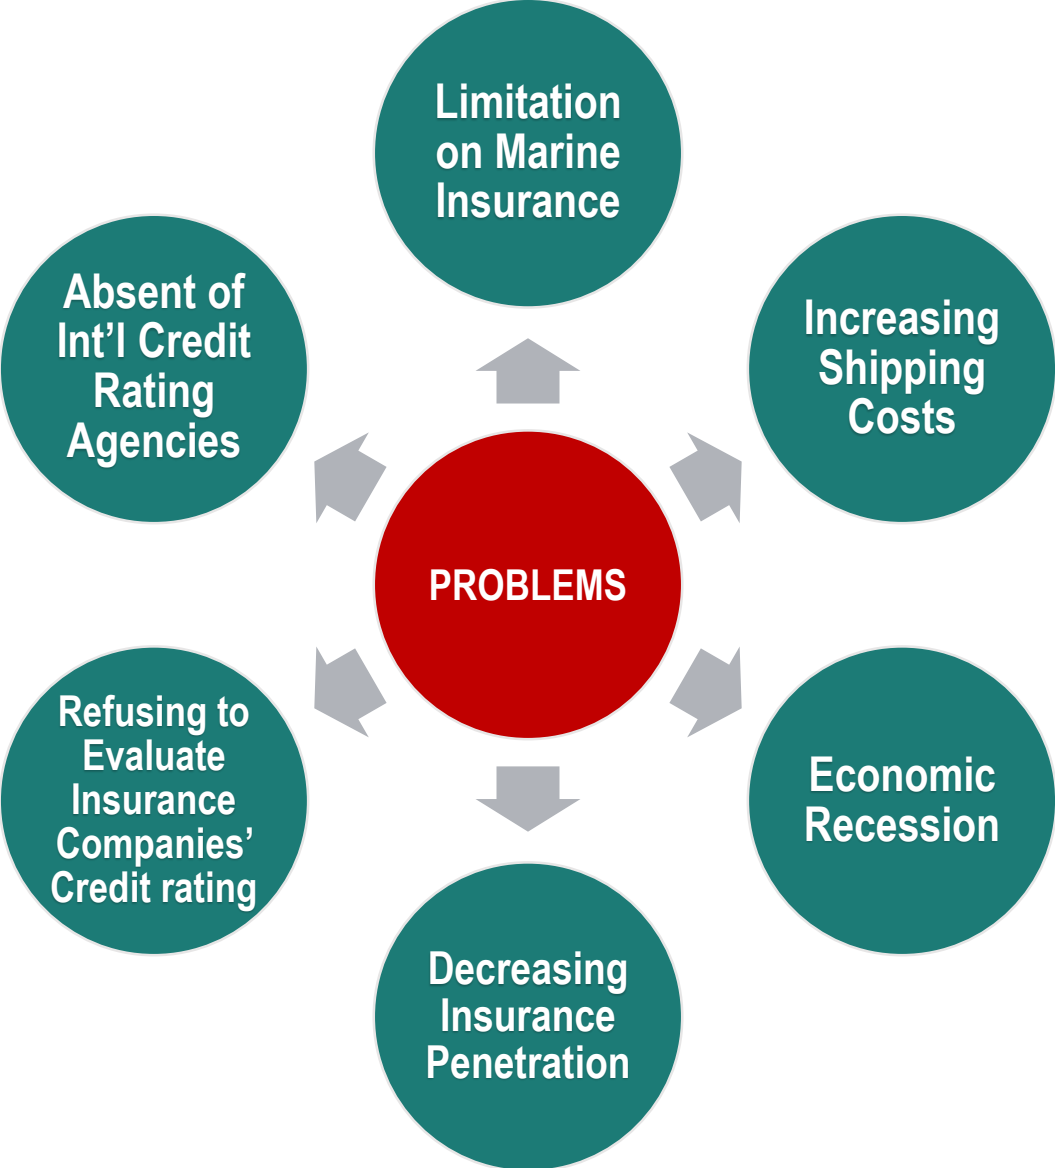 Limitation
on Marine
Insurance
Increasing
Shipping
Costs
Economic
Recession
Decreasing
Insurance
Penetration
Refusing to
Evaluate
Insurance
Companies’
Credit rating
Absent of
Int’l Credit
Rating
Agencies
PROBLEMS